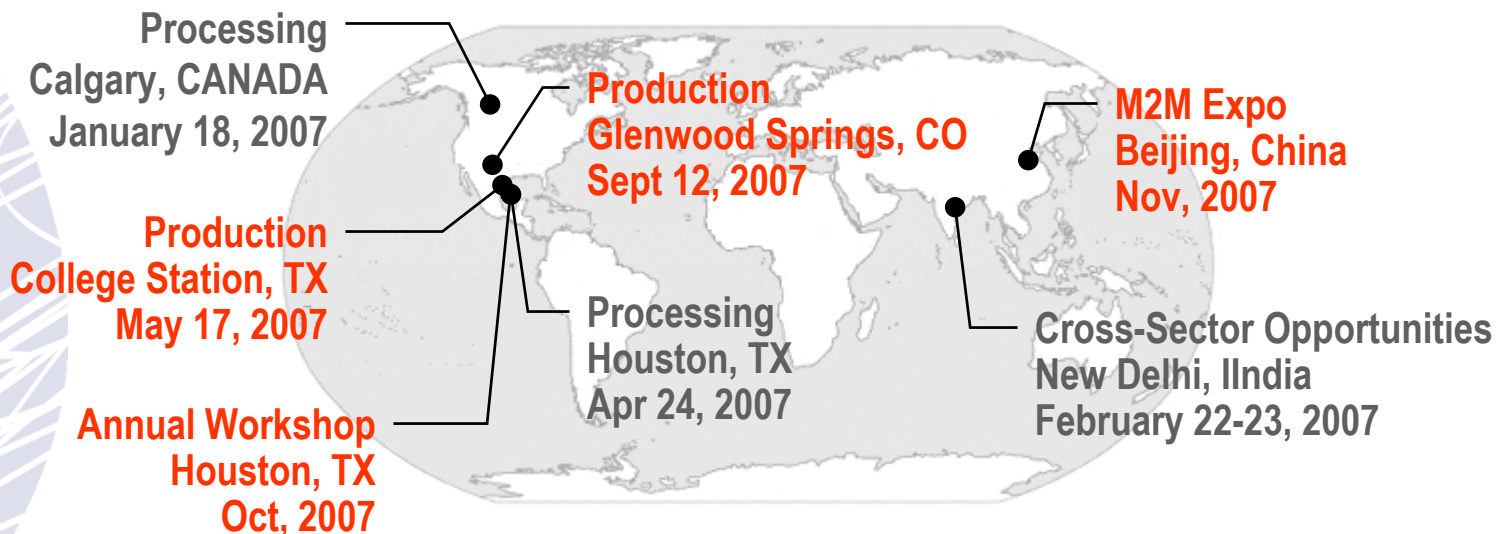 Processing
Calgary, CANADA
January 18, 2007
Production
Glenwood Springs, CO
Sept 12, 2007
M2M Expo
Beijing, China
Nov, 2007
Production
College Station, TX
May 17, 2007
Processing
Houston, TX
Apr 24, 2007
Cross-Sector Opportunities
New Delhi, IIndia
February 22-23, 2007
Annual Workshop
Houston, TX
Oct, 2007